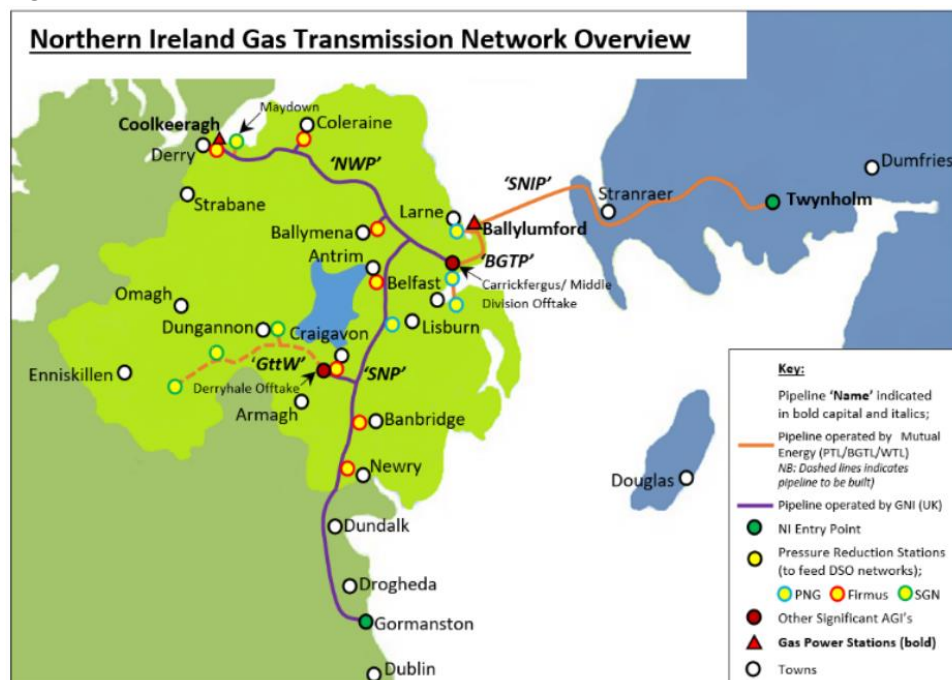 Northern Ireland Gas Transmission Network Overview
Maydown
Coolkeeragh
Coleraine
Derry
'NWP'
Dumfries
'SNIP'
Stranraer
Strabane
Larne
Twynholm
Ballymena
Ballylumford
Antrim
'BGTP'
Belfast
Carrickfergus/ Middle
Division Offtake
Omagh
Dungannon
Lisburn
Craigavon
Enniskillen
'GttW'
'SNP'
Derryhale Offtake
Armagh
Banbridge
Newry
Douglas
Dundalk
Drogheda
Gormanston
Dublin
Key:
Pipeline 'Name' indicated
in bold capital and italics;
Pipeline operated by Mutual
Energy (PTL/BGTL/WTL)
NB: Dashed lines indicates
pipeline to be built)
Pipeline operated by GNI (UK)
NI Entry Point
Pressure Reduction Stations
(to feed DSO networks);
PNG Firmus SGN
Other Significant AGI's
Gas Power Stations (bold)
Towns